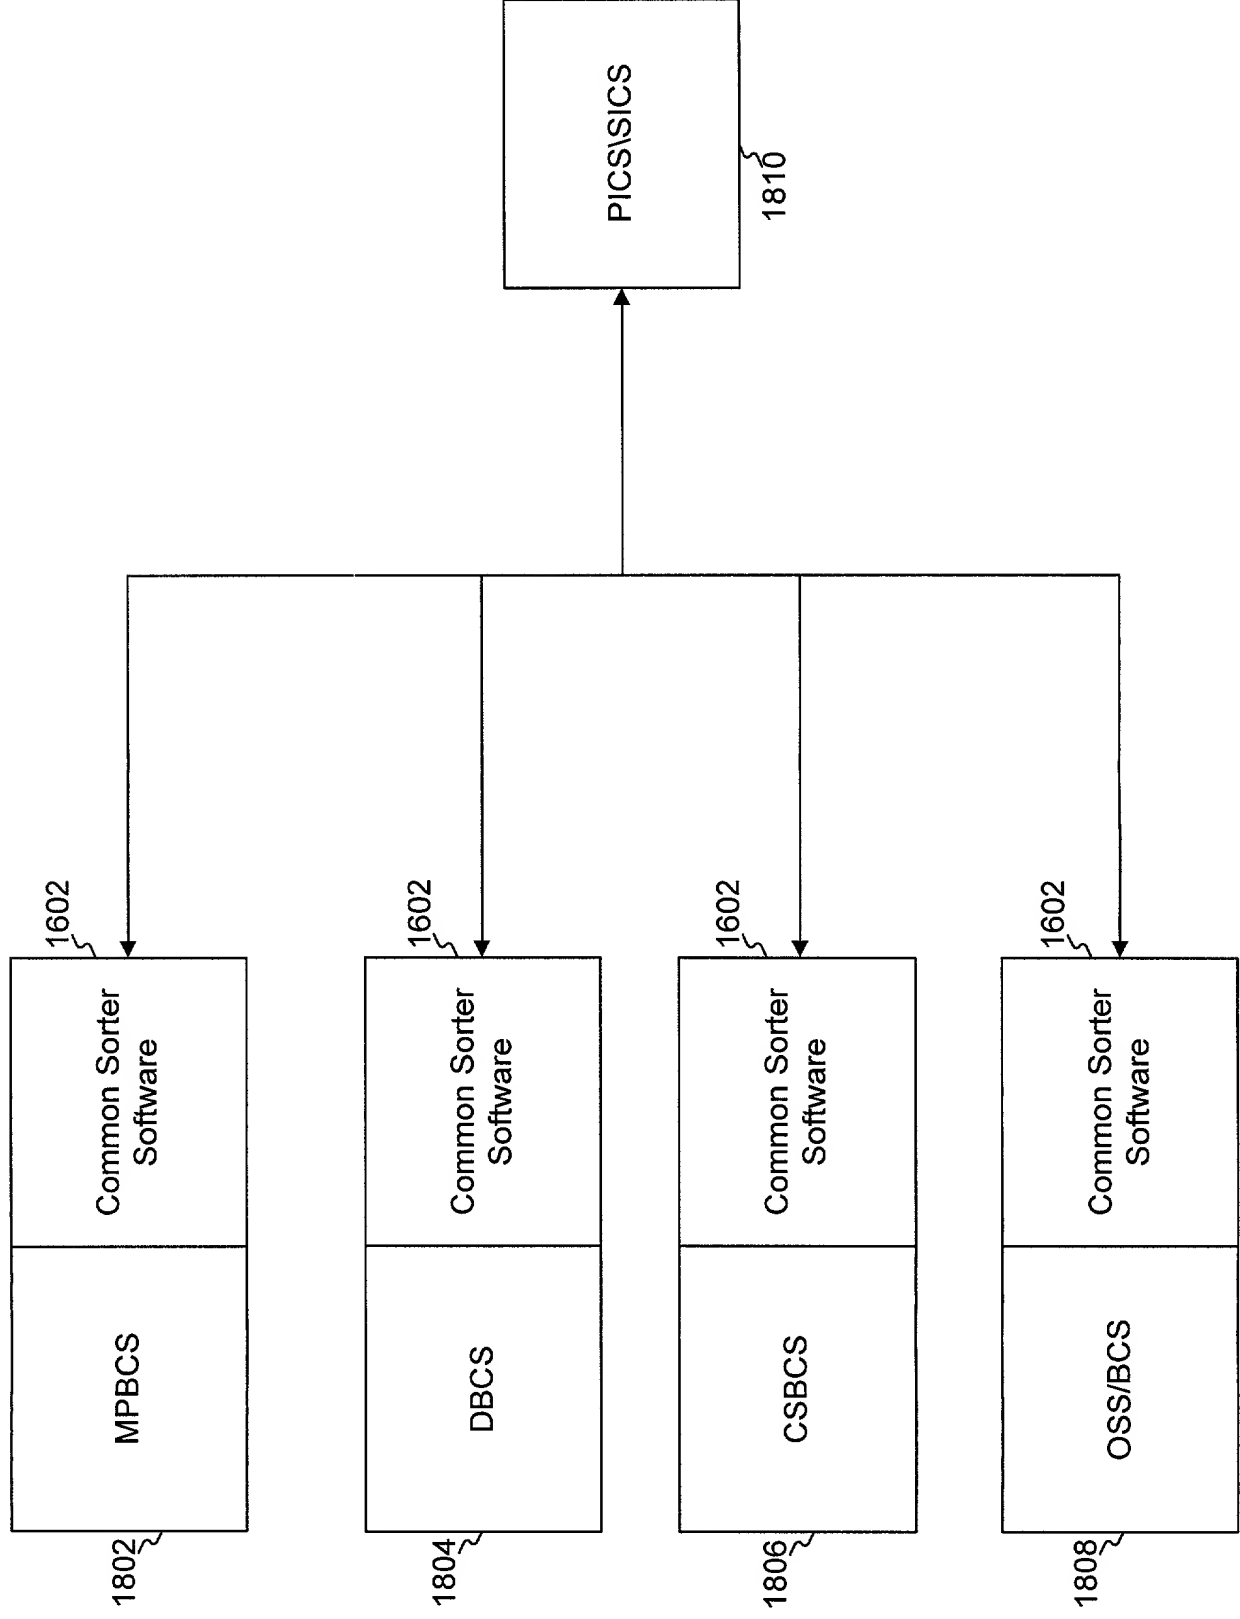 1802
MPBCS
Common Sorter
Software
1602
1804
DBCS
Common Sorter
Software
1602
1806
CSBCS
Common Sorter
Software
1602
1808
OSS/BCS
Common Sorter
Software
1602
PICS\SICS
1810